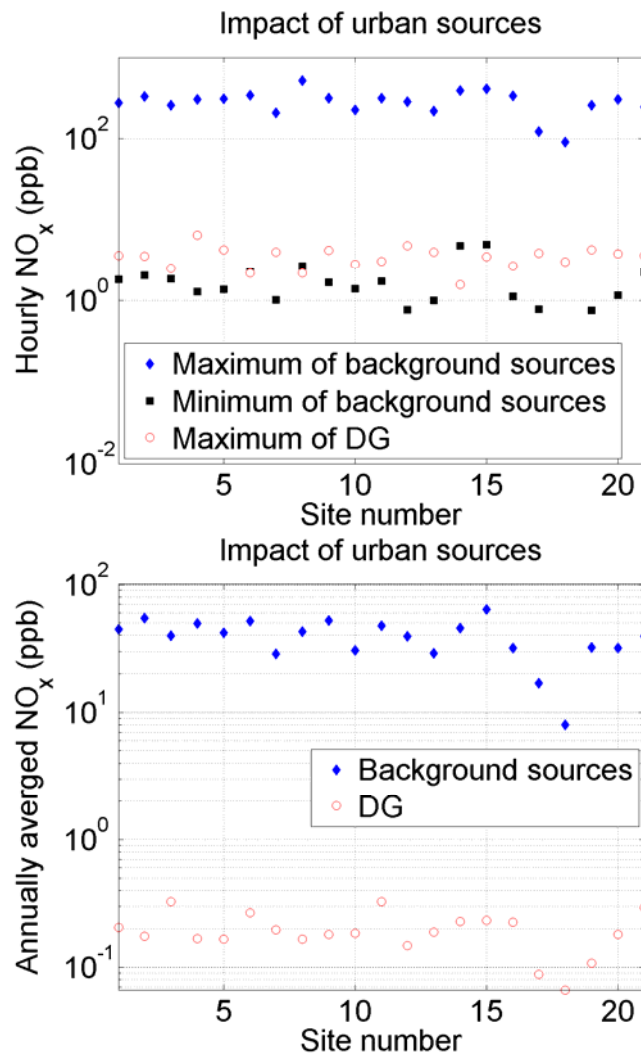 Impact of urban sources
Hourly NOx (ppb)
10^2
10^0
10^-2
Maximum of background sources
Minimum of background sources
Maximum of DG
5 10 15 20
Site number
Impact of urban sources
Annually averged NOx (ppb)
10^2
10^1
10^0
10^-1
Background sources
DG
5 10 15 20
Site number